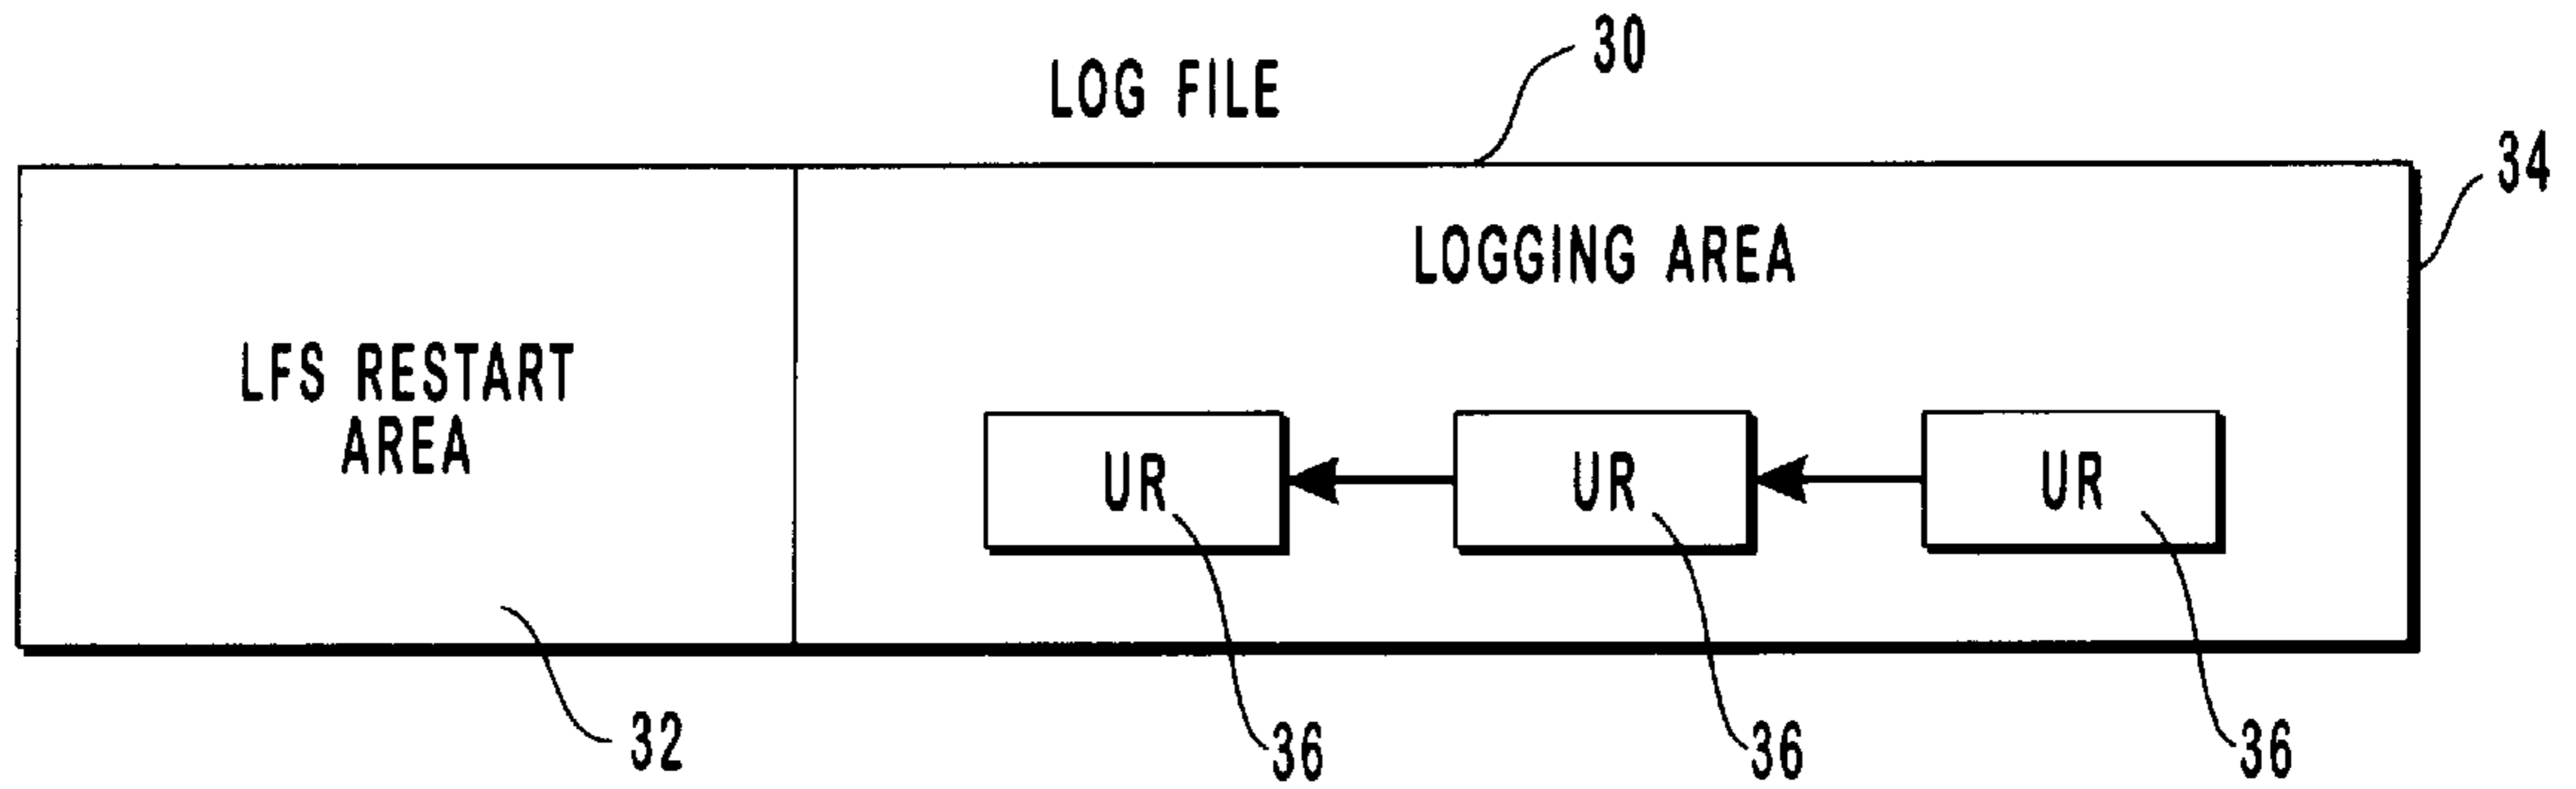 30
LOG FILE
34
LOGGING AREA
LFS RESTART
AREA
UR UR UR
32
36 36 36